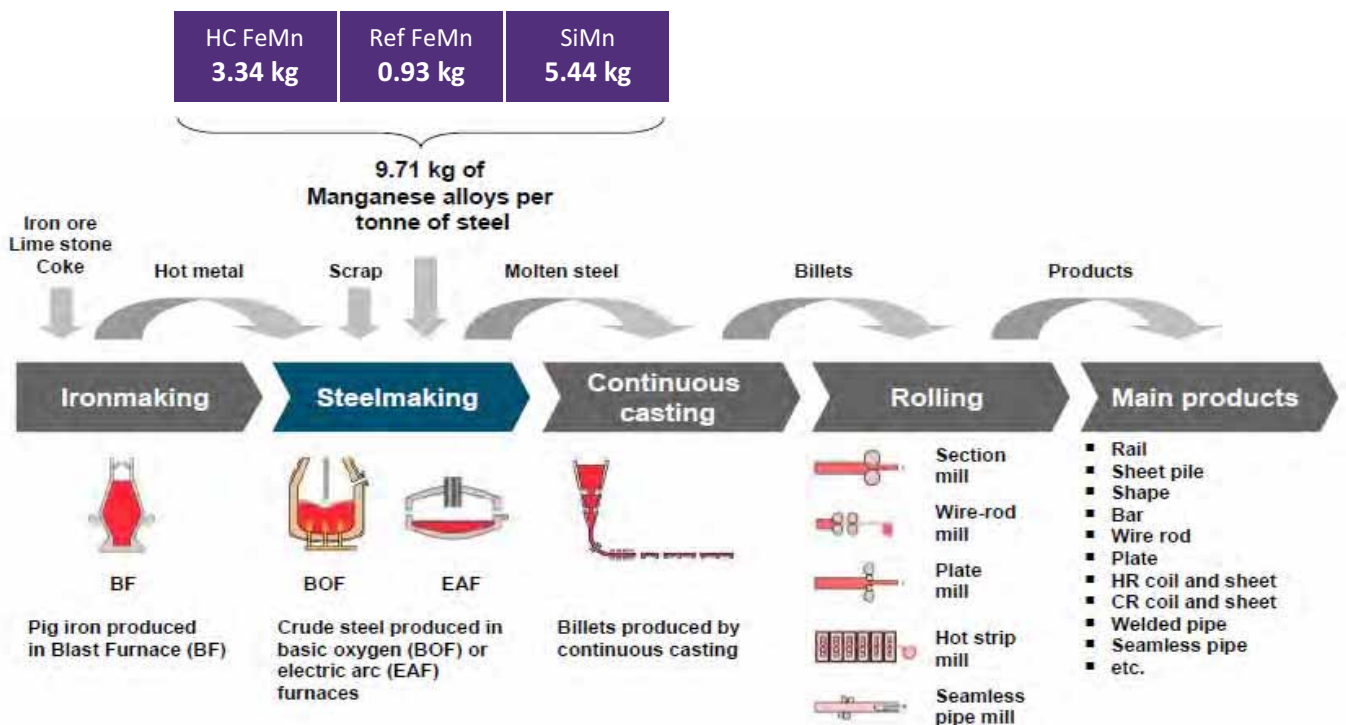 HC FeMn
3.34 kg
Ref FeMn
0.93 kg
SiMn
5.44 kg
9.71 kg of
Manganese alloys per
tonne of steel
Iron ore
Lime stone
Coke
Hot metal
Scrap
Molten steel
Billets
Products
Ironmaking
Steelmaking
Continuous
casting
Rolling
Main products
BF
Pig iron produced
in Blast Furnace (BF)
BOF
EAF
Crude steel produced in
basic oxygen (BOF) or
electric arc (EAF)
furnaces
Billets produced by
continuous casting
Section
mill
Wire-rod
mill
Plate
mill
Hot strip
mill
Seamless
pipe mill
▪ Rail
▪ Sheet pile
▪ Shape
▪ Bar
▪ Wire rod
▪ Plate
▪ HR coil and sheet
▪ CR coil and sheet
▪ Welded pipe
▪ Seamless pipe
▪ etc.